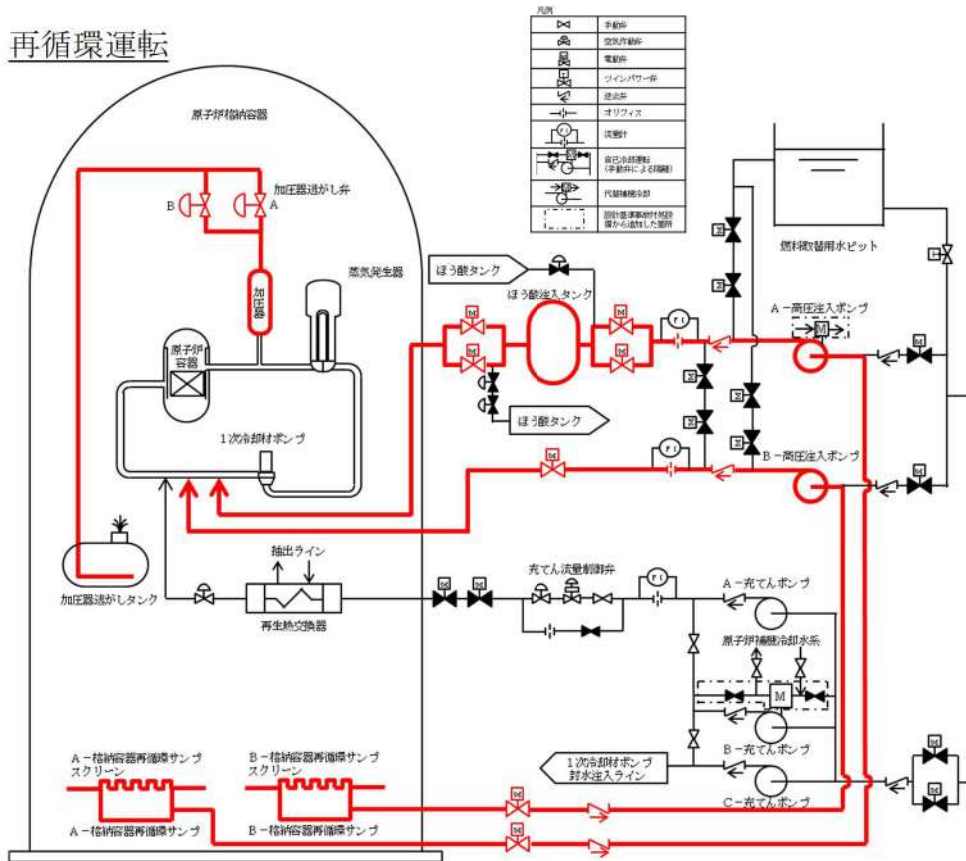 再循環運転
凡例
手動弁
空気作動弁
電動弁
ツインパワー弁
逆止弁
オリフィス
流量計
自己冷却運転
(手動弁による隔離)
代替補機冷却
原子炉格納容器
加圧器逃がし弁
B
A
蒸気発生器
加圧器
原子炉
容器
1次冷却材ポンプ
ほう酸タンク
ほう酸注入タンク
ほう酸タンク
燃料取替用水ピット
A-高圧注入ポンプ
M
B-高圧注入ポンプ
加圧器逃がしタンク
抽出ライン
再生熱交換器
充てん流量制御弁
A-充てんポンプ
原子炉補機冷却水系
M
B-充てんポンプ
1次冷却材ポンプ
封水注入ライン
C-充てんポンプ
A-格納容器再循環サンプ
スクリーン
B-格納容器再循環サンプ
スクリーン
A-格納容器再循環サンプ
B-格納容器再循環サンプ